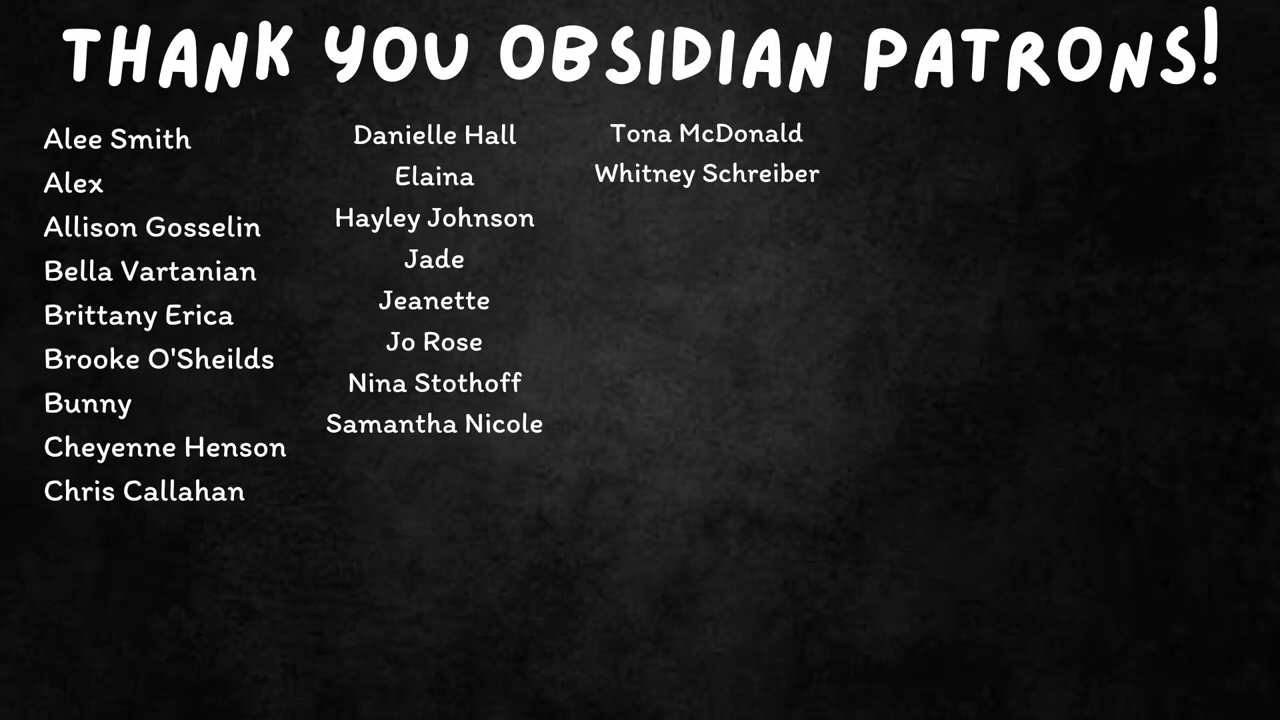 THANK YOU OBSIDIAN PATRONS!
Alee Smith
Alex
Allison Gosselin
Bella Vartanian
Brittany Erica
Brooke O'Sheilds
Bunny
Cheyenne Henson
Chris Callahan
Danielle Hall
Elaina
Hayley Johnson
Jade
Jeanette
Jo Rose
Nina Stothoff
Samantha Nicole
Tona McDonald
Whitney Schreiber